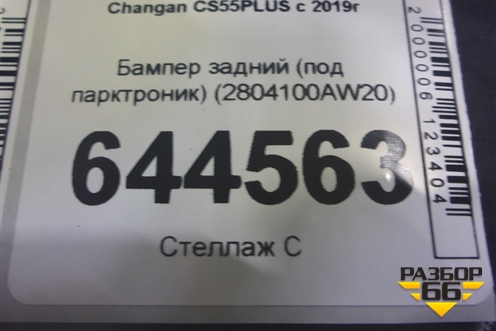 Changan CS55PLUS с 2019г
Бампер задний (под
парктроник) (2804100AW20)
644563
Стеллаж С
2000006123404
РАЗБОР
66